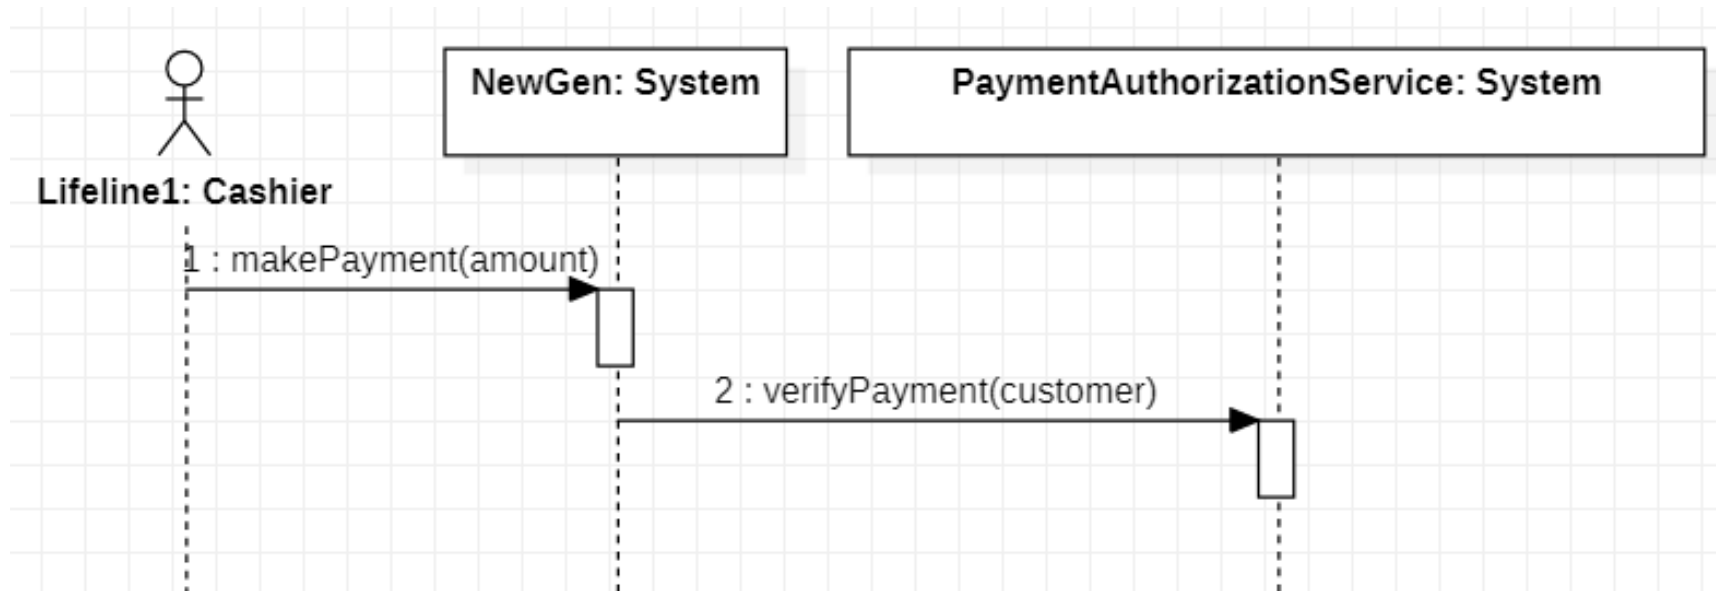 NewGen: System
PaymentAuthorizationService: System
Lifeline1: Cashier
1 : makePayment(amount)
2 : verifyPayment(customer)